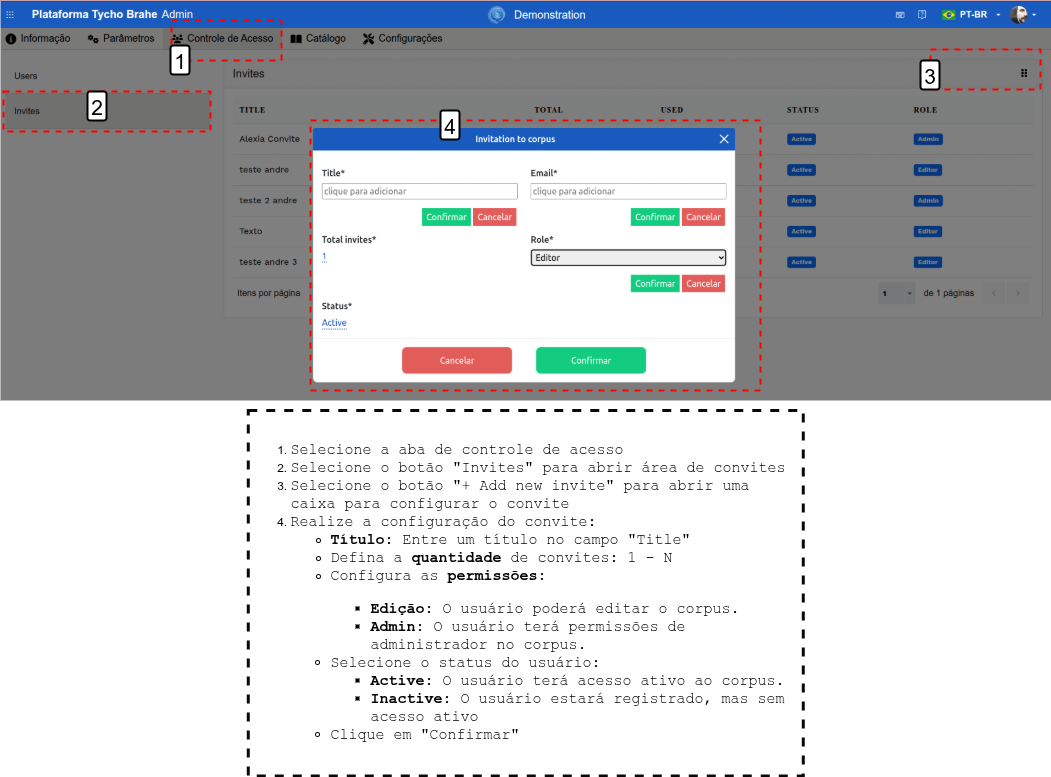 Plataforma Tycho Brahe Admin
Demonstration
PT-BR
Informação
Parâmetros
Controle de Acesso
Catálogo
Configurações
1
Users
Invites
2
Invites
3
TITLE
TOTAL
USED
STATUS
ROLE
Alexia Convite
Active
Admin
teste andre
Active
Editor
teste 2 andre
Active
Admin
Texto
Active
Editor
teste andre 3
Active
Editor
Itens por página
1
de 1 páginas
4
Invitation to corpus
Title*
Email*
clique para adicionar
clique para adicionar
Confirmar
Cancelar
Confirmar
Cancelar
Total invites*
Role*
1
Editor
Confirmar
Cancelar
Status*
Active
Cancelar
Confirmar
1. Selecione a aba de controle de acesso
2. Selecione o botão "Invites" para abrir área de convites
3. Selecione o botão "+ Add new invite" para abrir uma
caixa para configurar o convite
4. Realize a configuração do convite:
Título: Entre um título no campo "Title"
Defina a quantidade de convites: 1 - N
Configura as permissões:
Edição: O usuário poderá editar o corpus.
Admin: O usuário terá permissões de
administrador no corpus.
Selecione o status do usuário:
Active: O usuário terá acesso ativo ao corpus.
Inactive: O usuário estará registrado, mas sem
acesso ativo
Clique em "Confirmar"